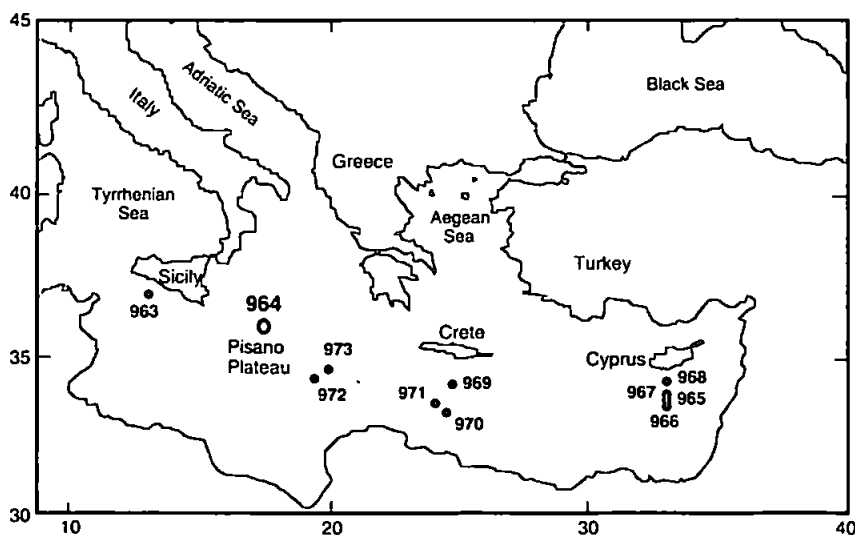 45
Black Sea
Adriatic Sea
Italy
Greece
40
Tyrrhenian
Sea
Aegean
Sea
Turkey
Sicily
963
964
Pisano
Plateau
973
972
Crete
971
969
970
35
Cyprus
968
967
965
966
30
10
20
30
40